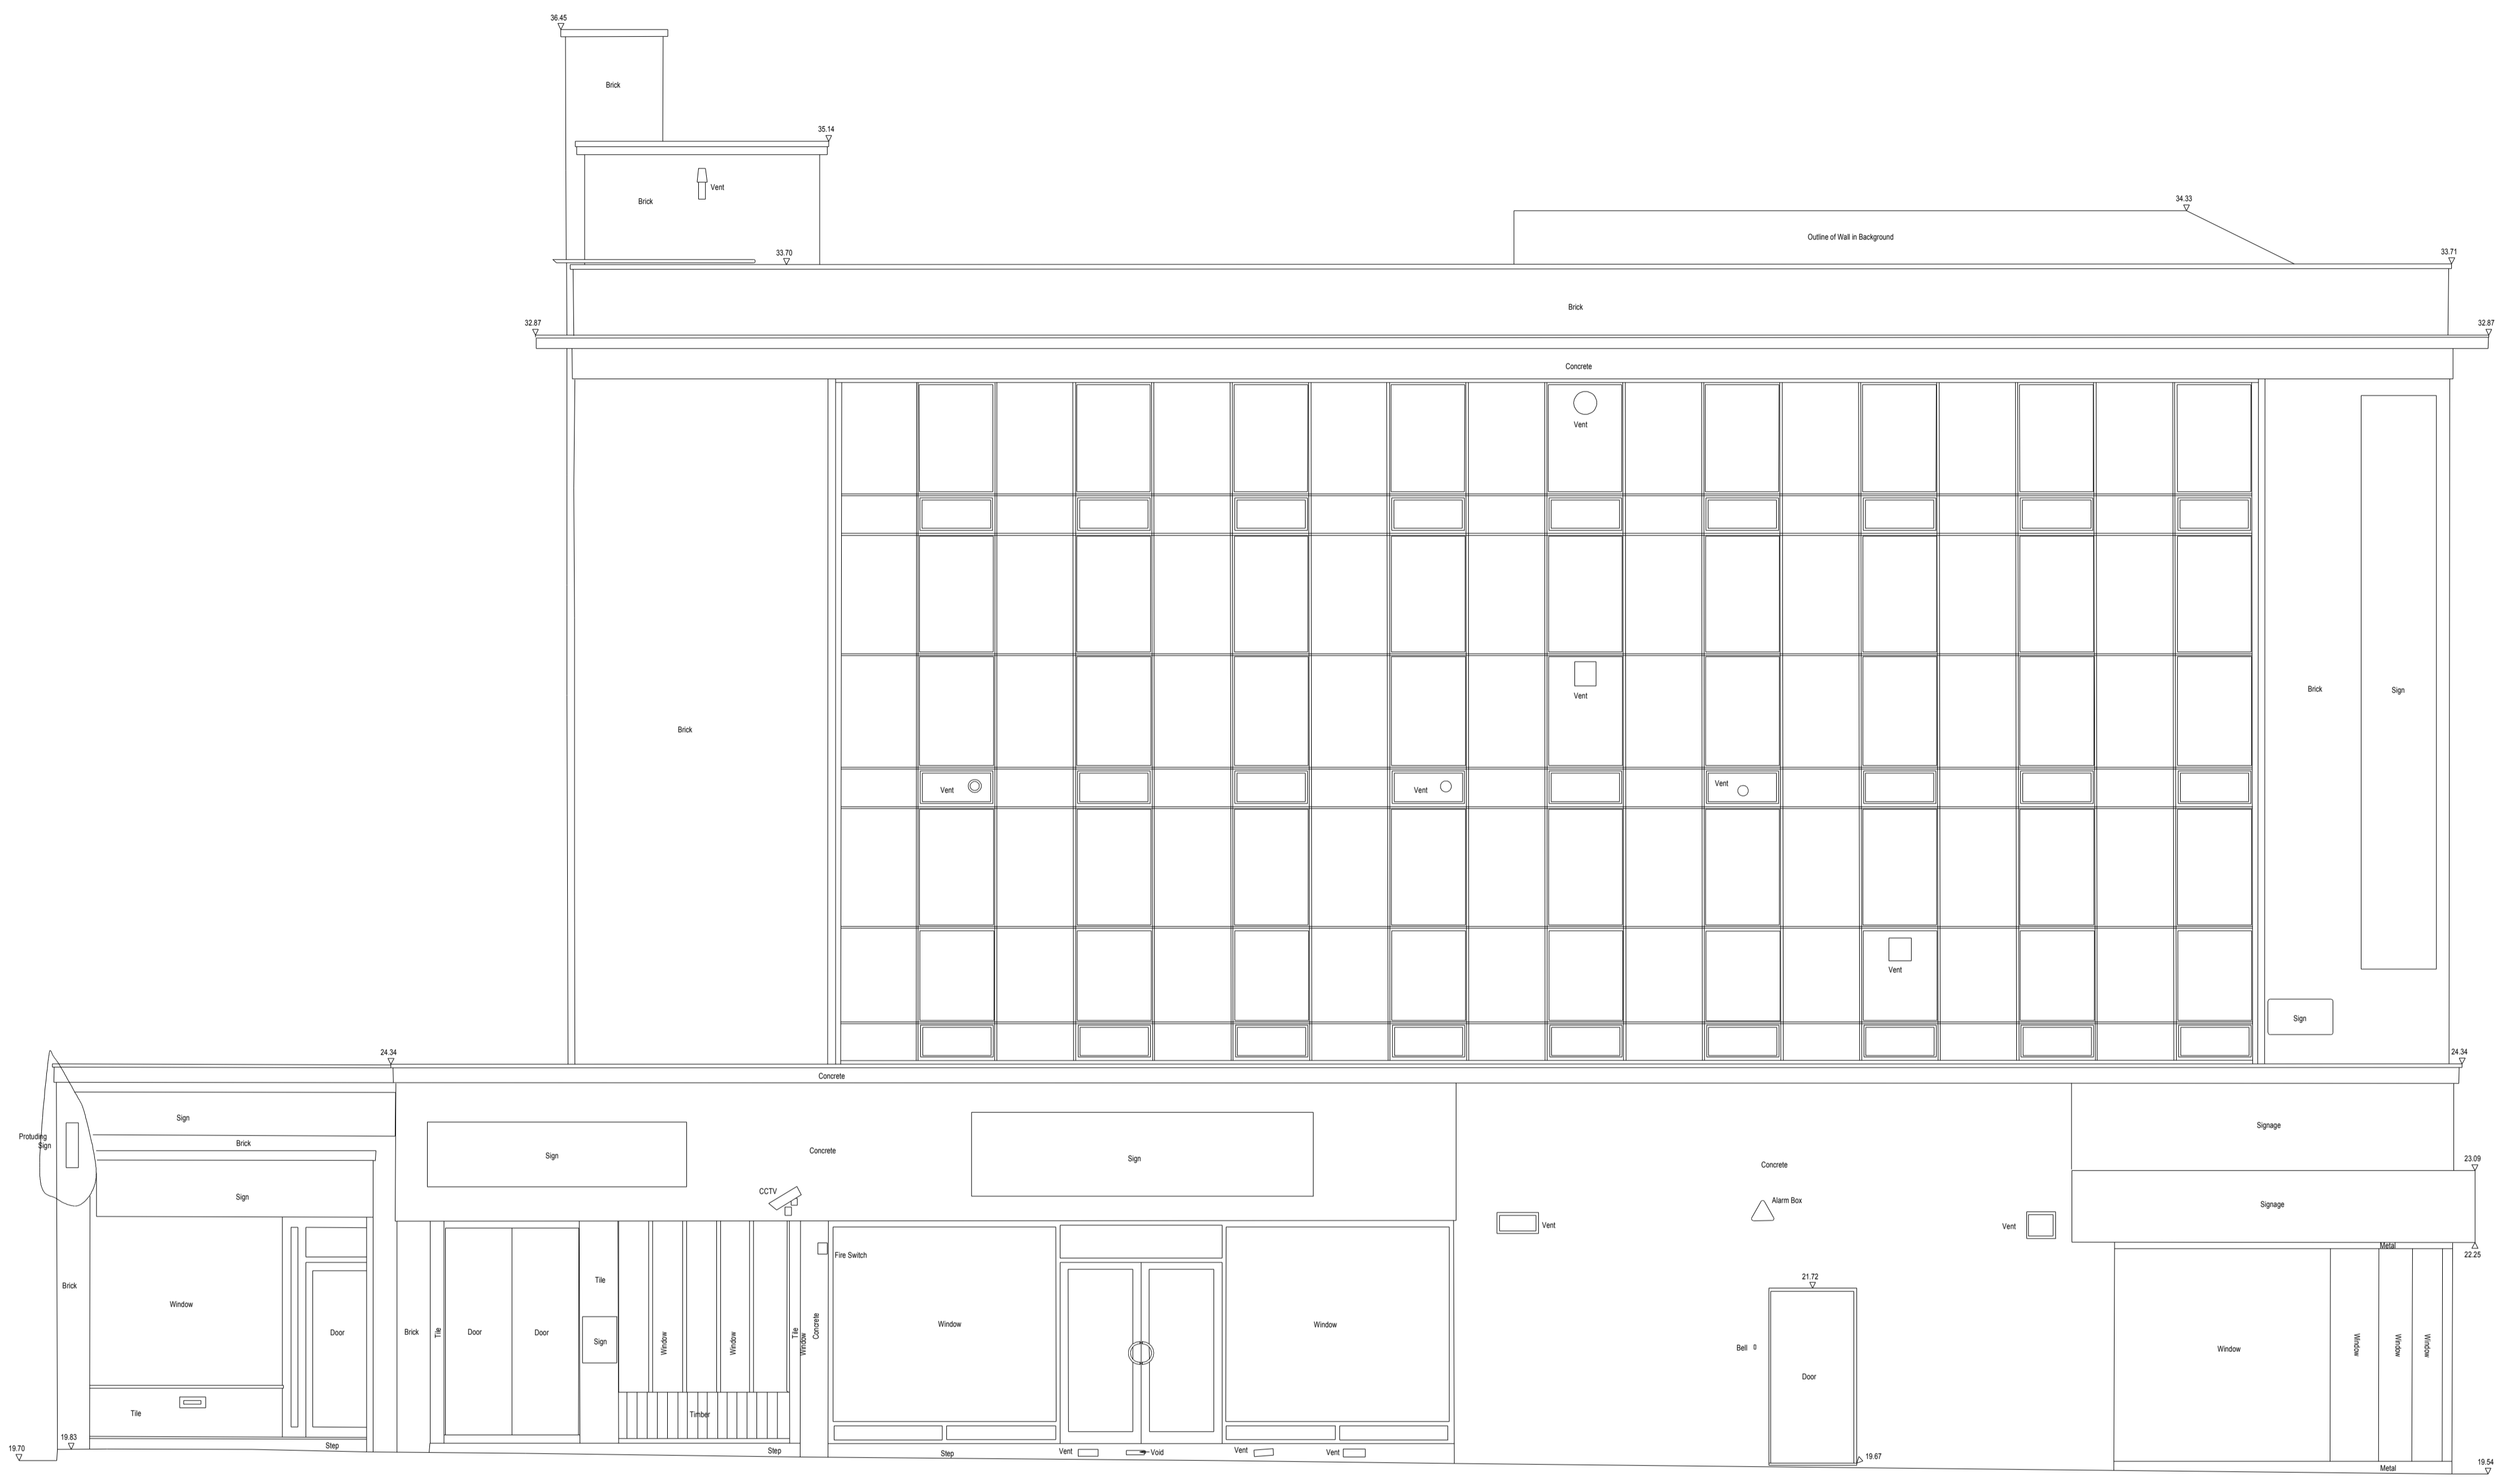 36.45
Brick
35.14
Vent
Brick
34.33
Outline of Wall in Background
33.70
33.71
Brick
32.87
32.87
Concrete
Vent
Brick
Sign
Vent
Brick
Vent
Vent
Vent
Vent
Sign
24.34
24.34
Concrete
Sign
Signage
Protuding
Sign
Brick
Concrete
Sign
Sign
23.09
Concrete
Sign
CCTV
Alarm Box
Signage
Vent
Vent
Metal
22.25
Fire Switch
Tile
21.72
Brick
Window
Door
Brick
Tile
Door
Door
Sign
Window
Window
Tile
Window
Concrete
Window
Window
Bell
Door
Window
Window
Window
Window
Tile
Timber
19.83
19.70
Step
Step
Step
Vent
Void
Vent
Vent
19.67
19.54
Metal